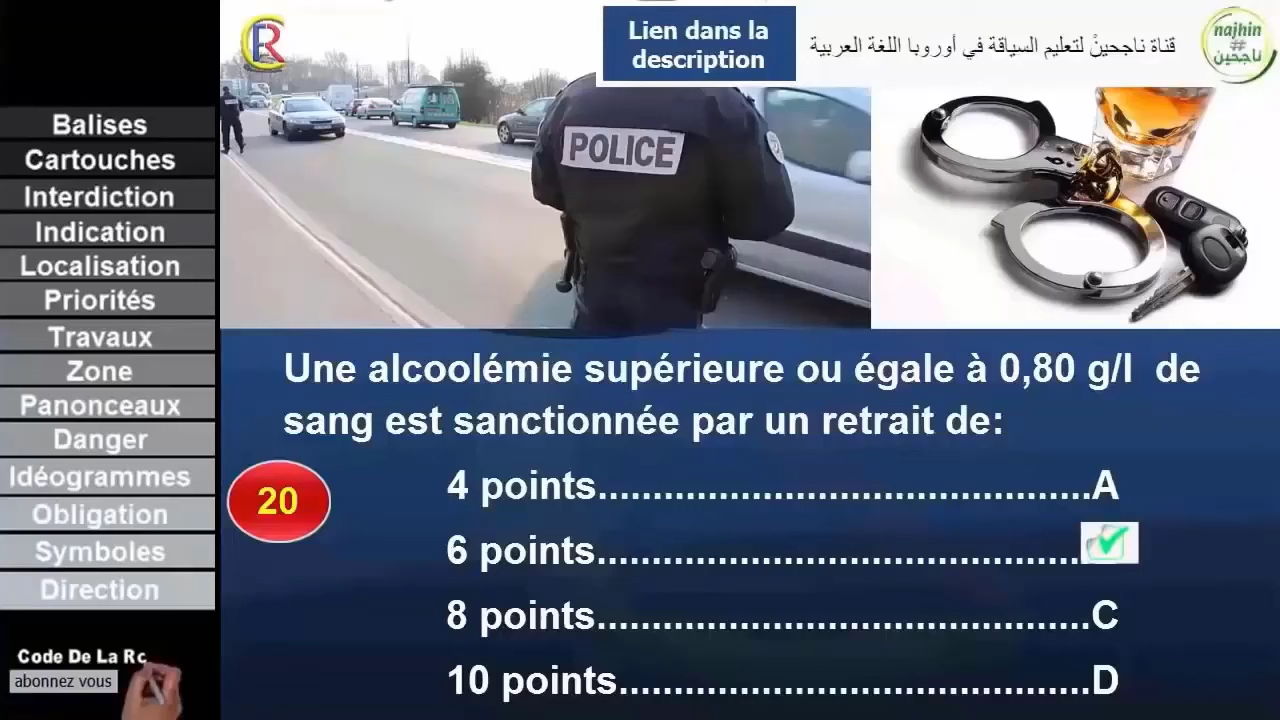 Lien dans la
description
قناة ناجحينْ لتعليم السياقة في أوروبا اللغة العربية
najhin
##
ناجحين
POLICE
Balises
Cartouches
Interdiction
Indication
Localisation
Priorités
Travaux
Zone
Panonceaux
Danger
Idéogrammes
Obligation
Symboles
Direction
Code De La Rc
abonnez vous
Une alcoolémie supérieure ou égale à 0,80 g/l de
sang est sanctionnée par un retrait de:
20
4 points.............................................A
6 points............................................
8 points.............................................C
10 points...........................................D